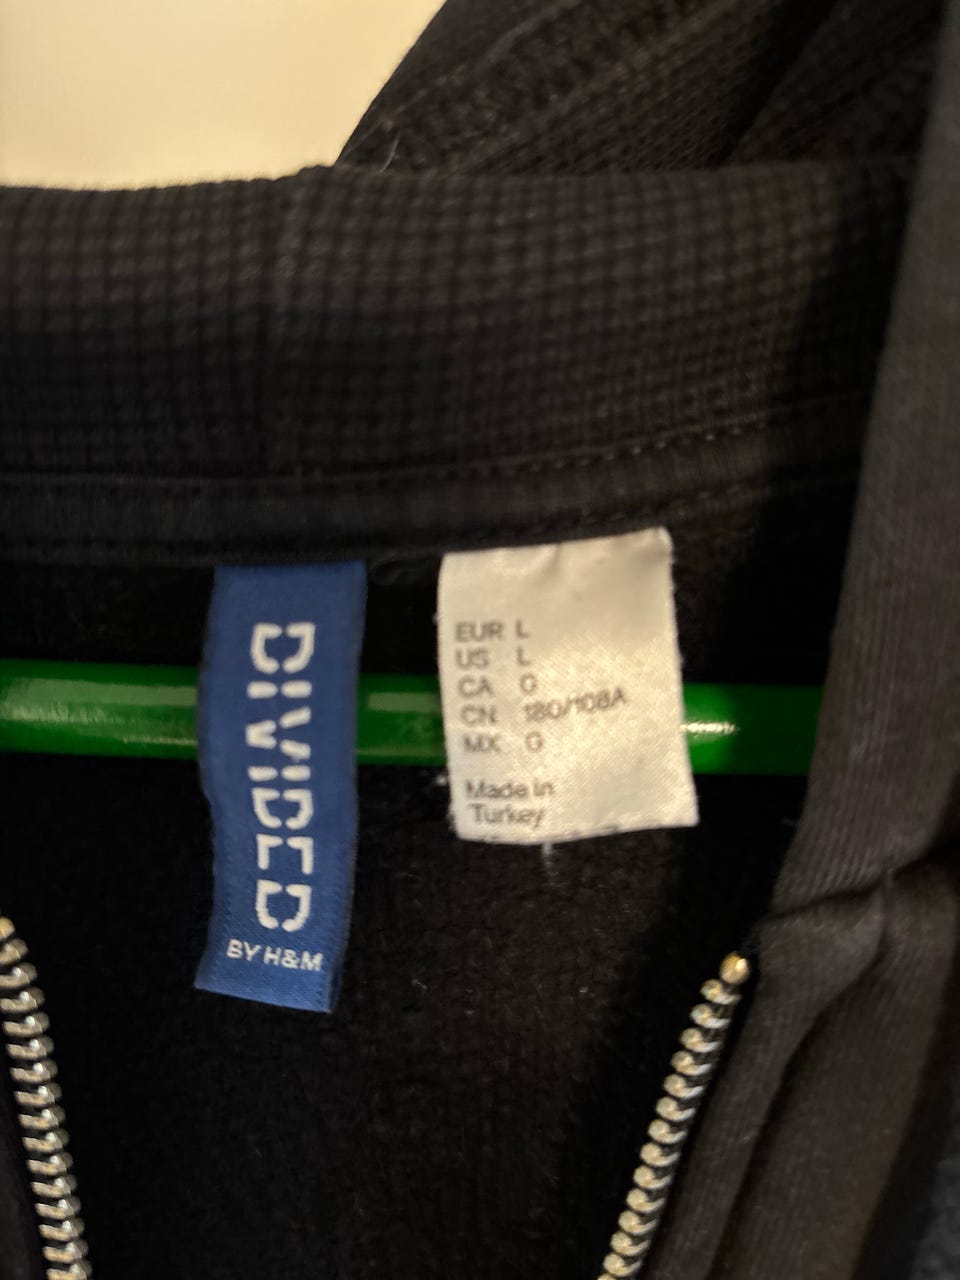 DIVIDED
BY H&M
EUR L
US L
CA G
CN 180/108A
MX G
Made in
Turkey